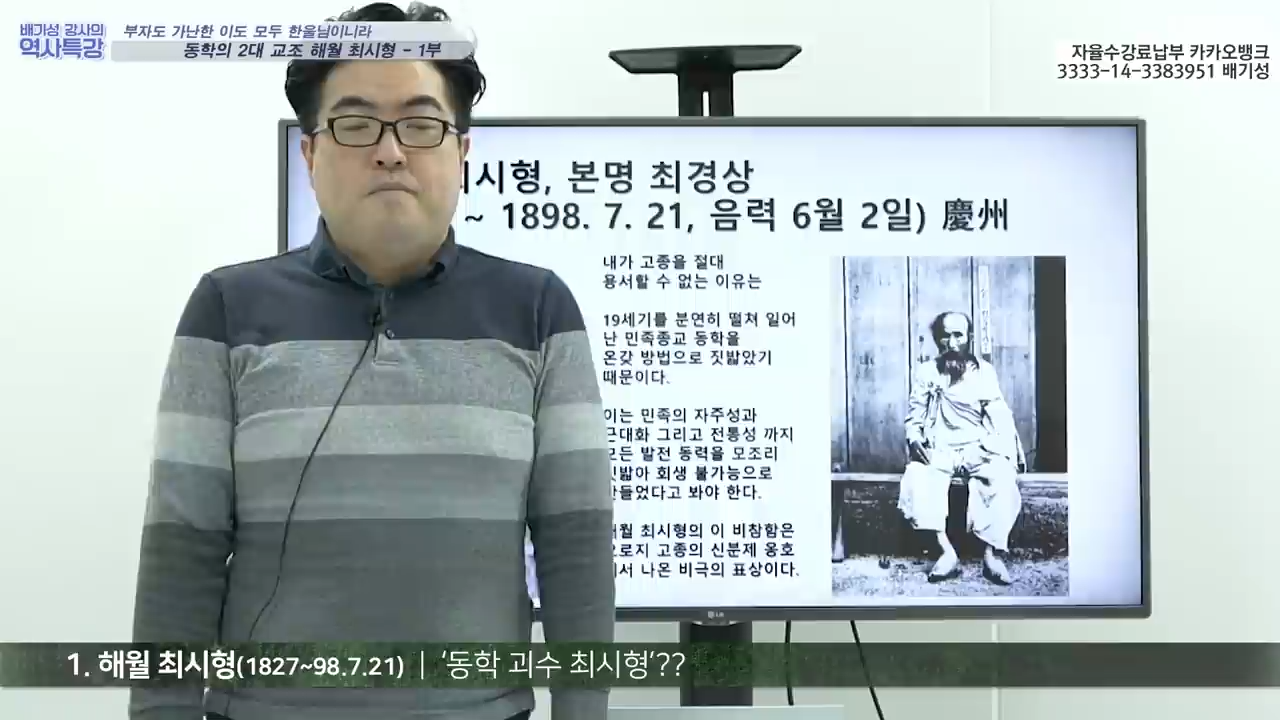 배기성 강사의
역사특강
부자도 가난한 이도 모두 한울님이니라
동학의 2대 교조 해월 최시형 - 1부
자율수강료납부 카카오뱅크
3333-14-3383951 배기성
시형, 본명 최경상
~ 1898. 7. 21, 음력 6월 2일) 慶州
내가 고종을 절대
용서할 수 없는 이유는
19세기를 분연히 떨쳐 일어
난 민족종교 동학을
온갖 방법으로 짓밟았기
때문이다.
이는 민족의 자주성과
근대화 그리고 전통성 까지
모든 발전 동력을 모조리
짓밟아 회생 불가능으로
만들었다고 봐야 한다.
해월 최시형의 이 비참함은
오로지 고종의 신분제 옹호
에서 나온 비극의 표상이다.
LG
1. 해월 최시형(1827~98.7.21) | ‘동학 괴수 최시형’??